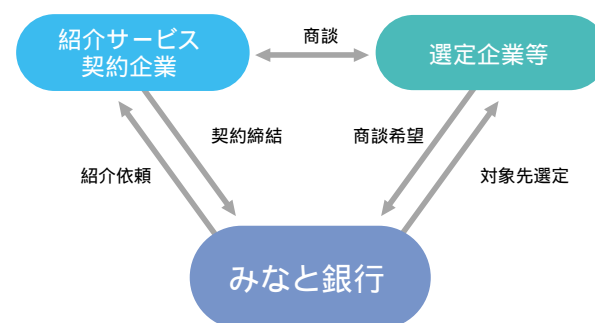 紹介サービス
契約企業
商談
選定企業等
契約締結
商談希望
紹介依頼
対象先選定
みなと銀行